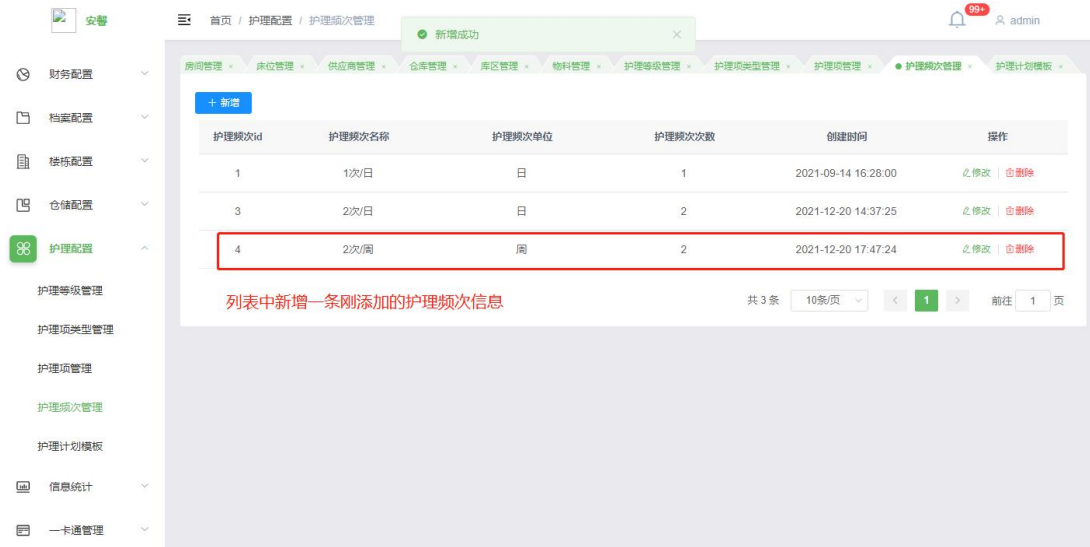 安馨
首页 / 护理配置 / 护理频次管理
新增成功
99+
admin
房间管理 × 床位管理 × 供应商管理 × 仓库管理 × 库区管理 × 物料管理 × 护理等级管理 × 护理项类型管理 × 护理项管理 × 护理频次管理 × 护理计划模板 ×
财务配置
档案配置
楼栋配置
仓储配置
护理配置
护理等级管理
护理项类型管理
护理项管理
护理频次管理
护理计划模板
信息统计
一卡通管理
+ 新增
护理频次id 护理频次名称 护理频次单位 护理频次次数 创建时间 操作
1 1次/日 日 1 2021-09-14 16:28:00 修改 删除
3 2次/日 日 2 2021-12-20 14:37:25 修改 删除
4 2次/周 周 2 2021-12-20 17:47:24 修改 删除
列表中新增一条刚添加的护理频次信息
共 3 条 10条/页 < 1 > 前往 1 页